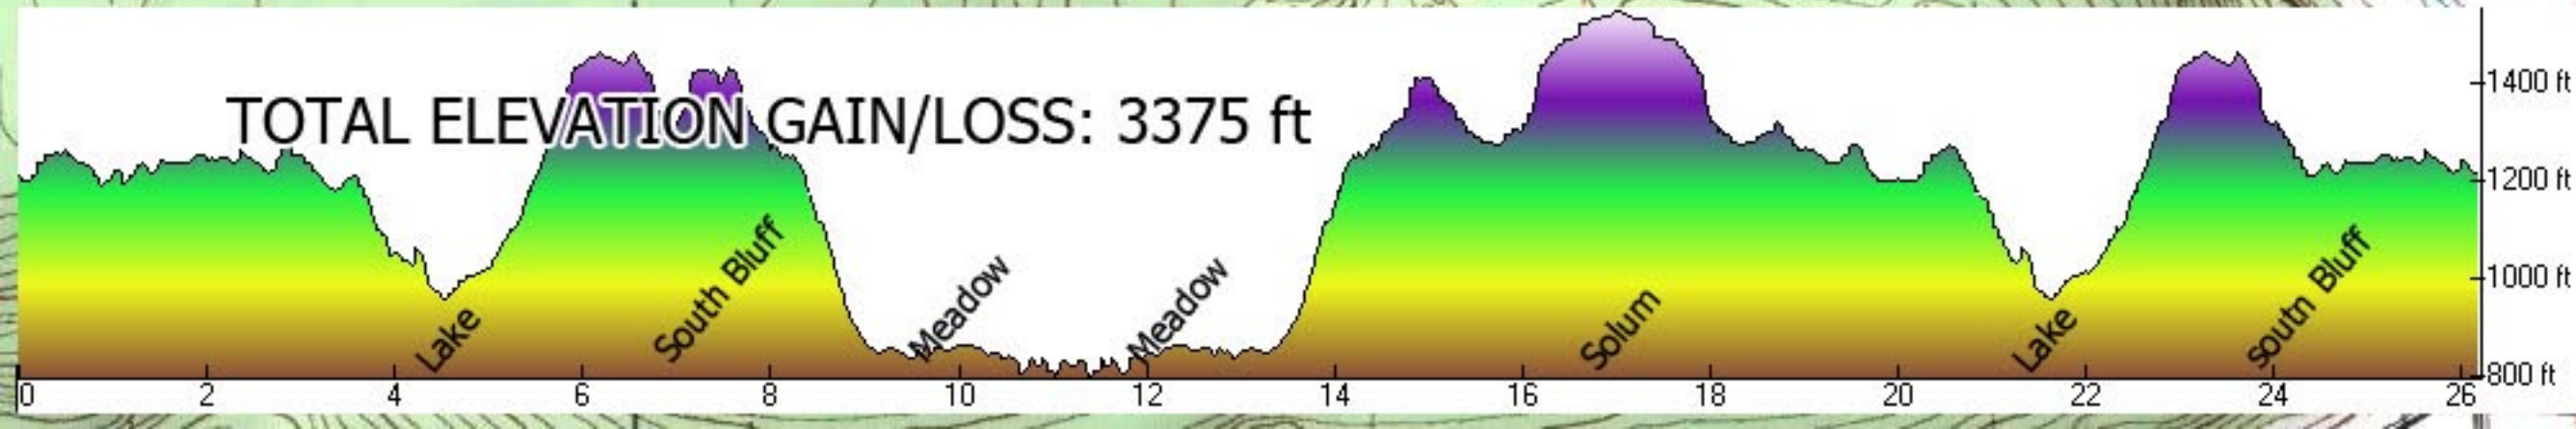 1400 ft
TOTAL ELEVATION GAIN/LOSS: 3375 ft
1200 ft
1000 ft
Lake
South Bluff
Meadow
Meadow
Solum
Lake
soutn Bluff
800 ft
0 2 4 6 8 10 12 14 16 18 20 22 24 26